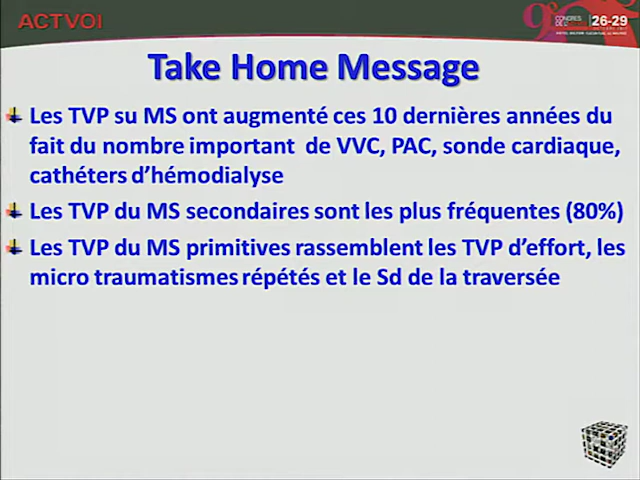 ACTVOI
CONGRES
26-29
Take Home Message
Les TVP su MS ont augmenté ces 10 dernières années du
fait du nombre important de VVC, PAC, sonde cardiaque,
cathéters d’hémodialyse
Les TVP du MS secondaires sont les plus fréquentes (80%)
Les TVP du MS primitives rassemblent les TVP d’effort, les
micro traumatismes répétés et le Sd de la traversée